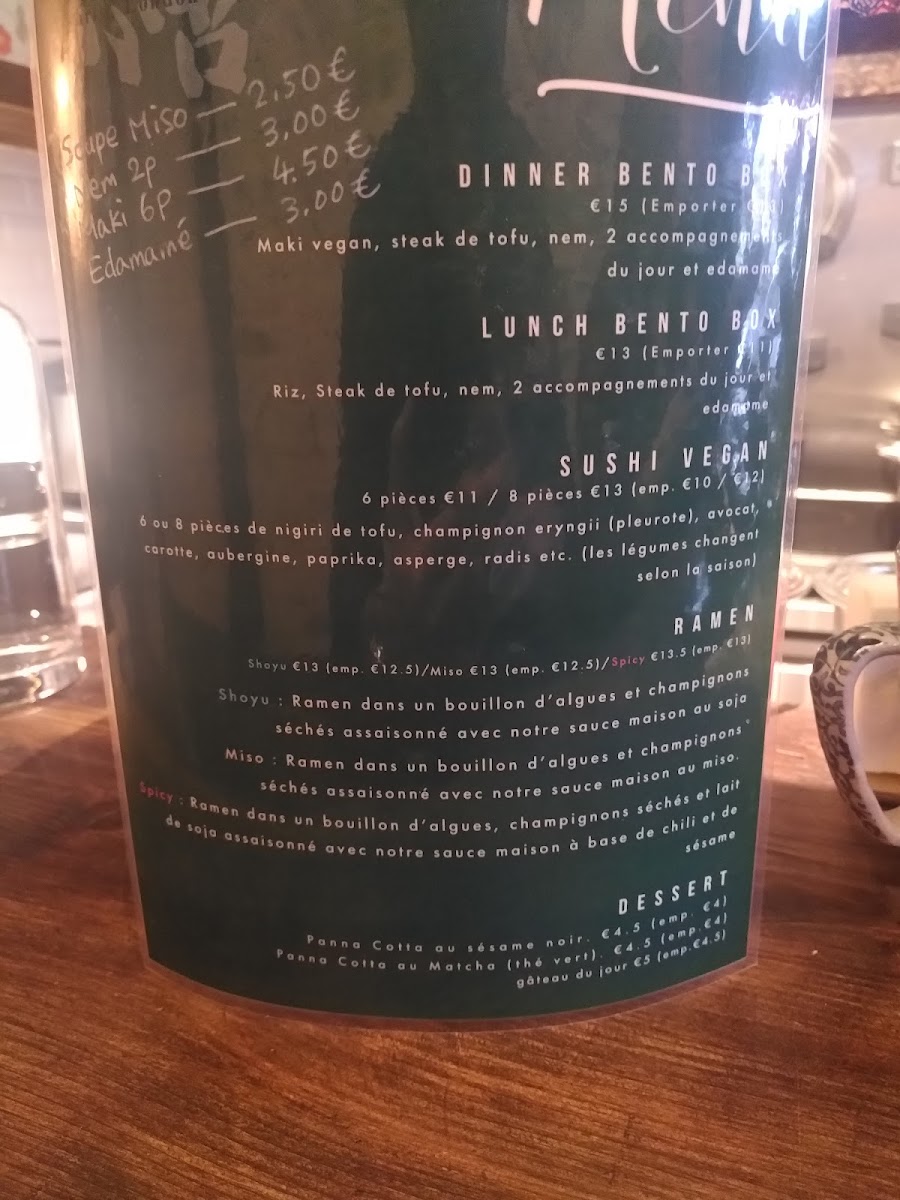 Menu
Soupe Miso — 2,50 €
Nem 2p — 3,00 €
Maki 6p — 4.50 €
Edamamé — 3.00 €
DINNER BENTO BOX
€15 (Emporter
Maki vegan, steak de tofu, nem, 2 accompagnements
du jour et edamame
LUNCH BENTO BOX
€13 (Emporter
Riz, Steak de tofu, nem, 2 accompagnements du jour et
edamame
SUSHI VEGAN
6 pièces €11 / 8 pièces €13 (emp. €10 / €12)
6 ou 8 pièces de nigiri de tofu, champignon eryngii (pleurote), avocat,
carotte, aubergine, paprika, asperge, radis etc. (les légumes changent
selon la saison)
RAMEN
Shoyu €13 (emp. €12.5)/Miso €13 (emp. €12.5)/Spicy €13.5 (emp. €13)
Shoyu : Ramen dans un bouillon d'algues et champignons
séchés assaisonné avec notre sauce maison au soja
Miso : Ramen dans un bouillon d'algues et champignons
séchés assaisonné avec notre sauce maison au miso.
Spicy : Ramen dans un bouillon d'algues, champignons séchés et lait
de soja assaisonné avec notre sauce maison à base de chili et de
sésame
DESSERT
Panna Cotta au sésame noir. €4.5 (emp. €4)
Panna Cotta au Matcha (thé vert). €4.5 (emp.€4)
gâteau du jour €5 (emp.€4.5)